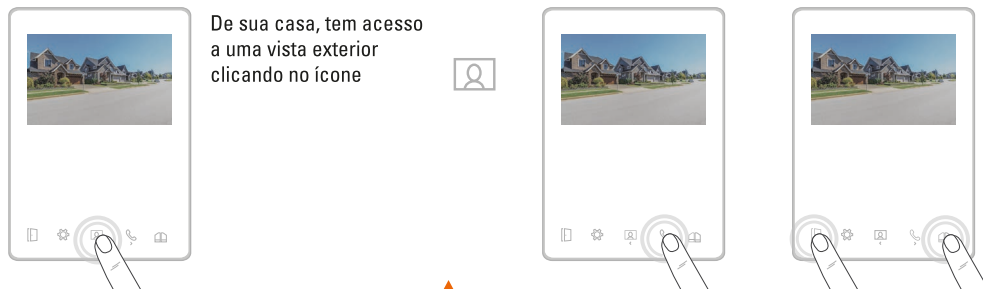 De sua casa, tem acesso
a uma vista exterior
clicando no ícone